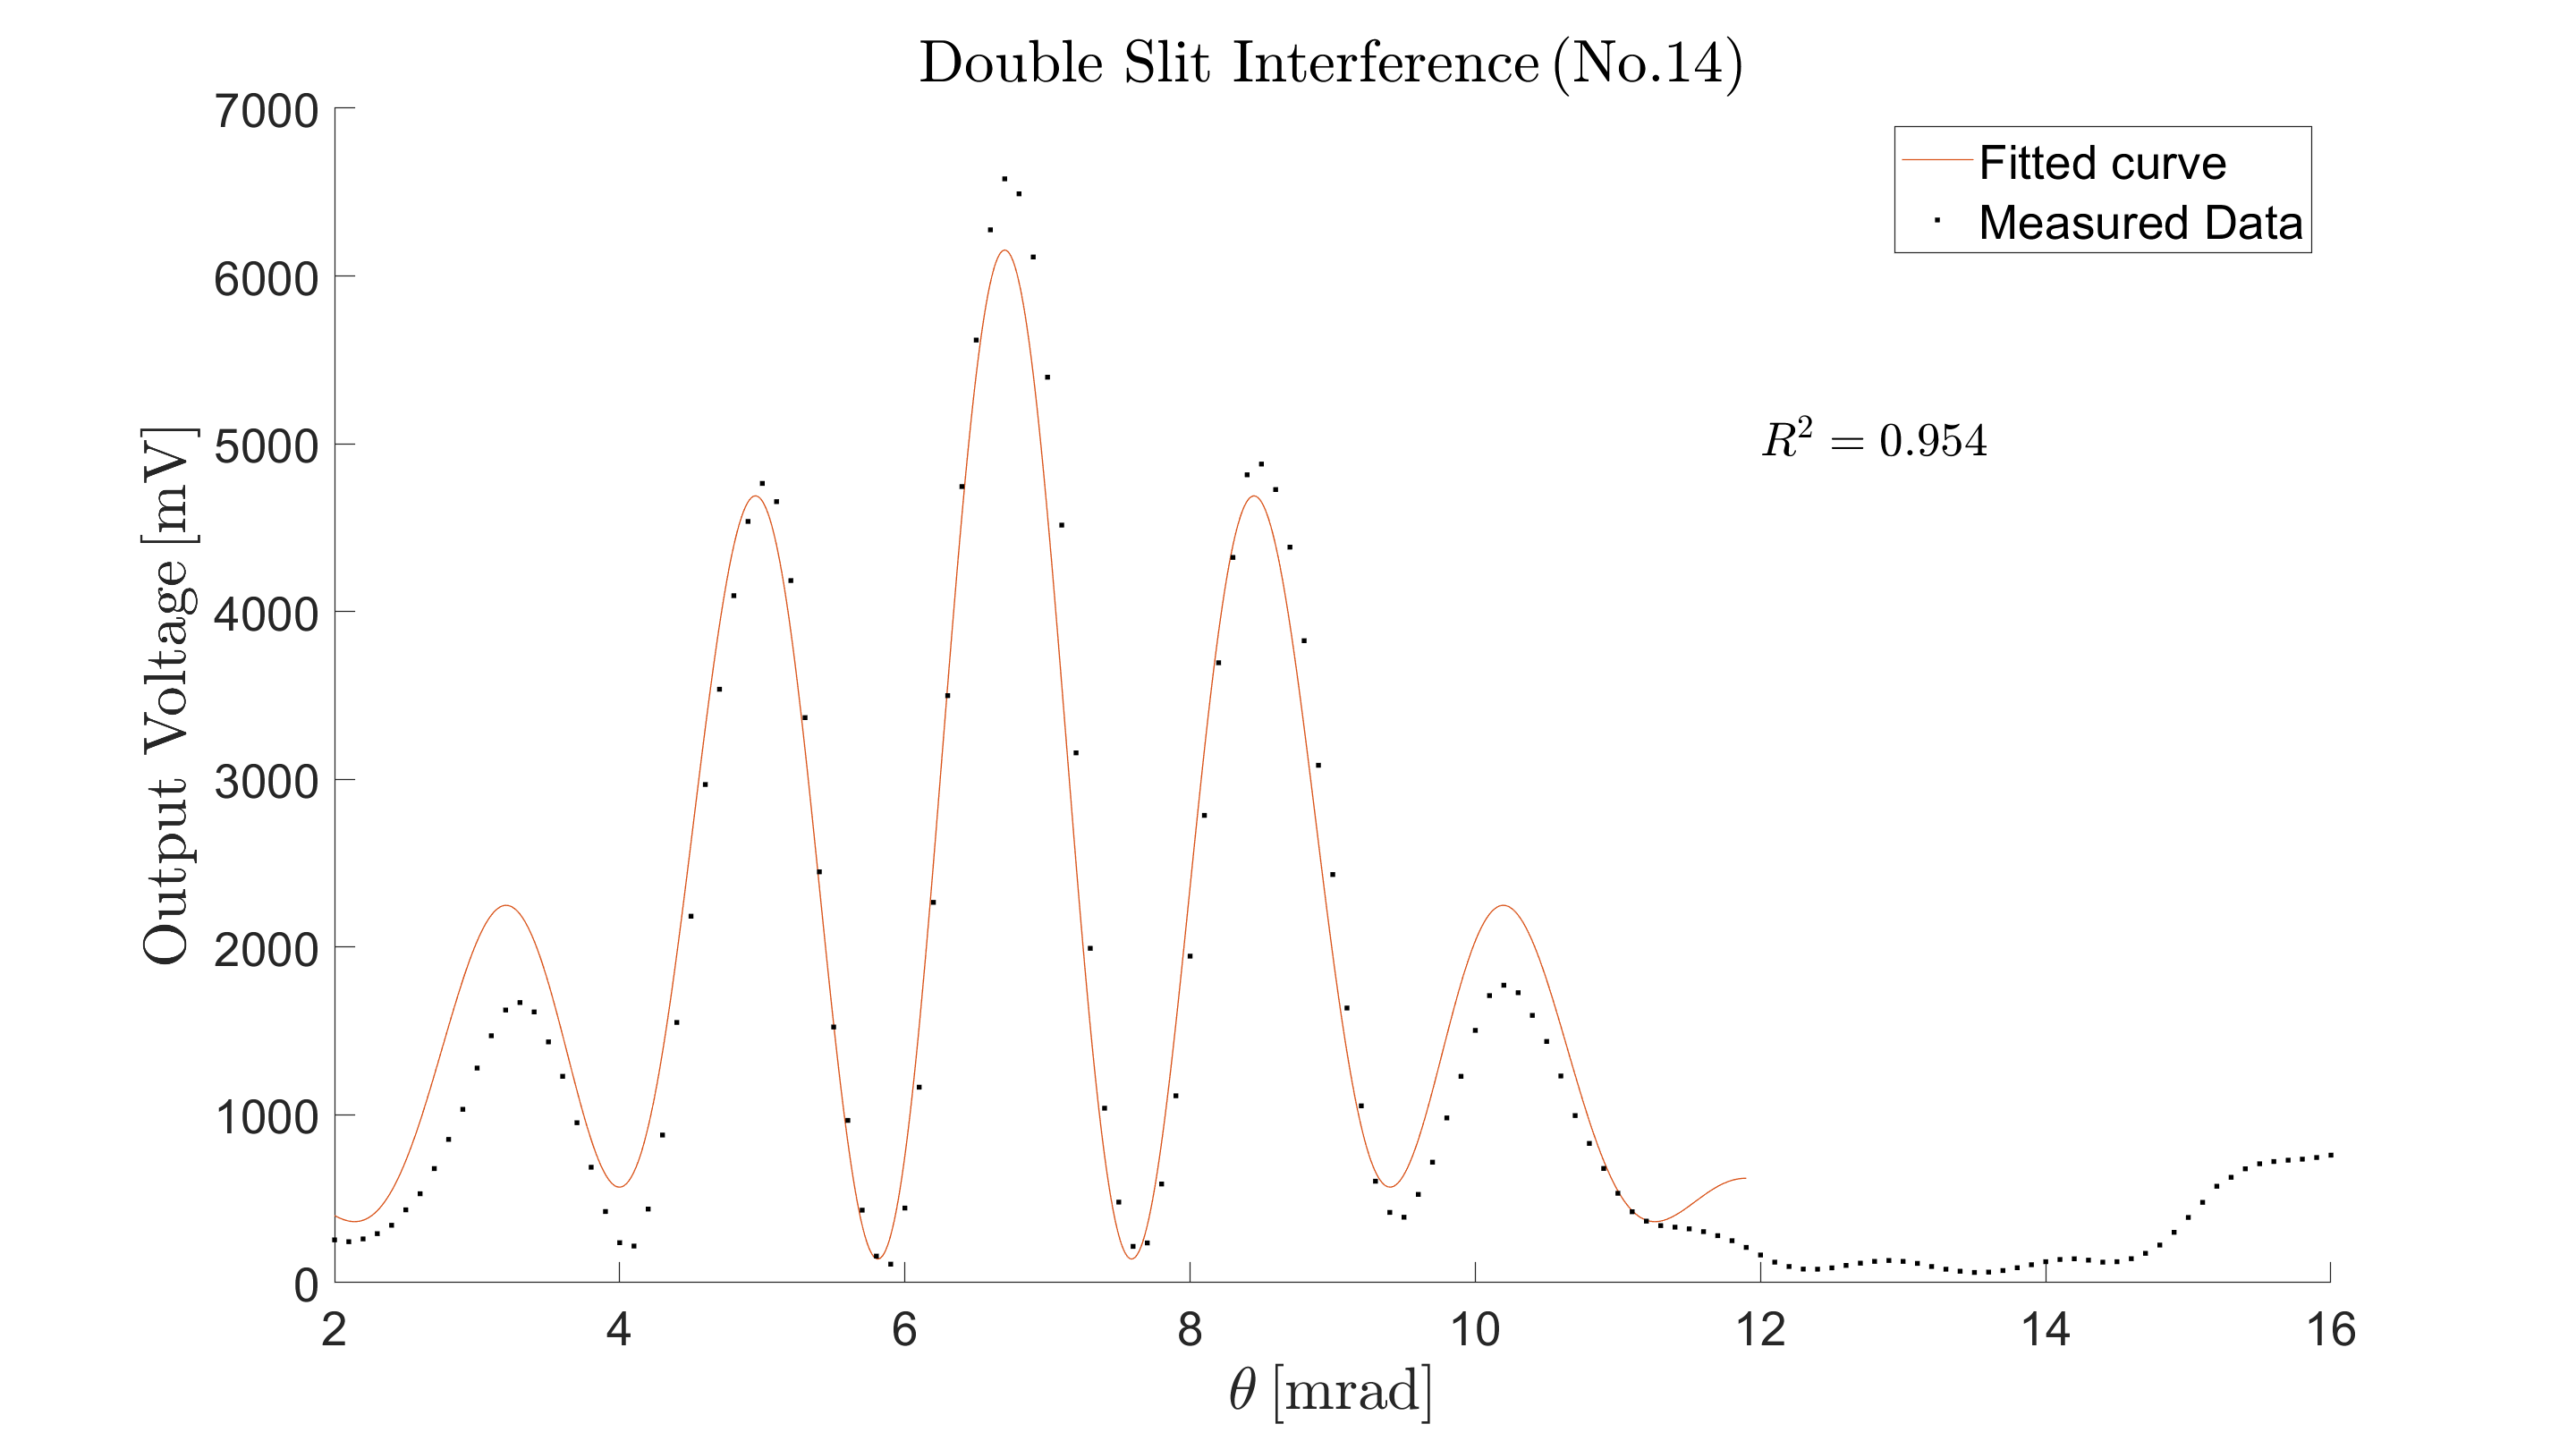 Double Slit Interference (No.14)
7000
6000
5000
4000
3000
2000
1000
0
Output Voltage [mV]
Fitted curve
Measured Data
R² = 0.954
2 4 6 8 10 12 14 16
θ [mrad]